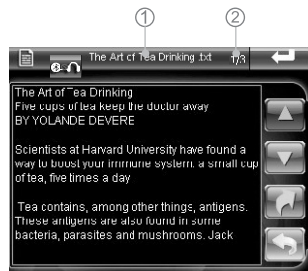 ① ②
The Art of Tea Drinking .txt 1/3
The Art of Tea Drinking
Five cups of tea keep the doctor away
BY YOLANDE DEVERE
Scientists at Harvard University have found a
way to boost your immune system: a small cup
of tea, five times a day
Tea contains, among other things, antigens.
These antigens are also found in some
bacteria, parasites and mushrooms. Jack